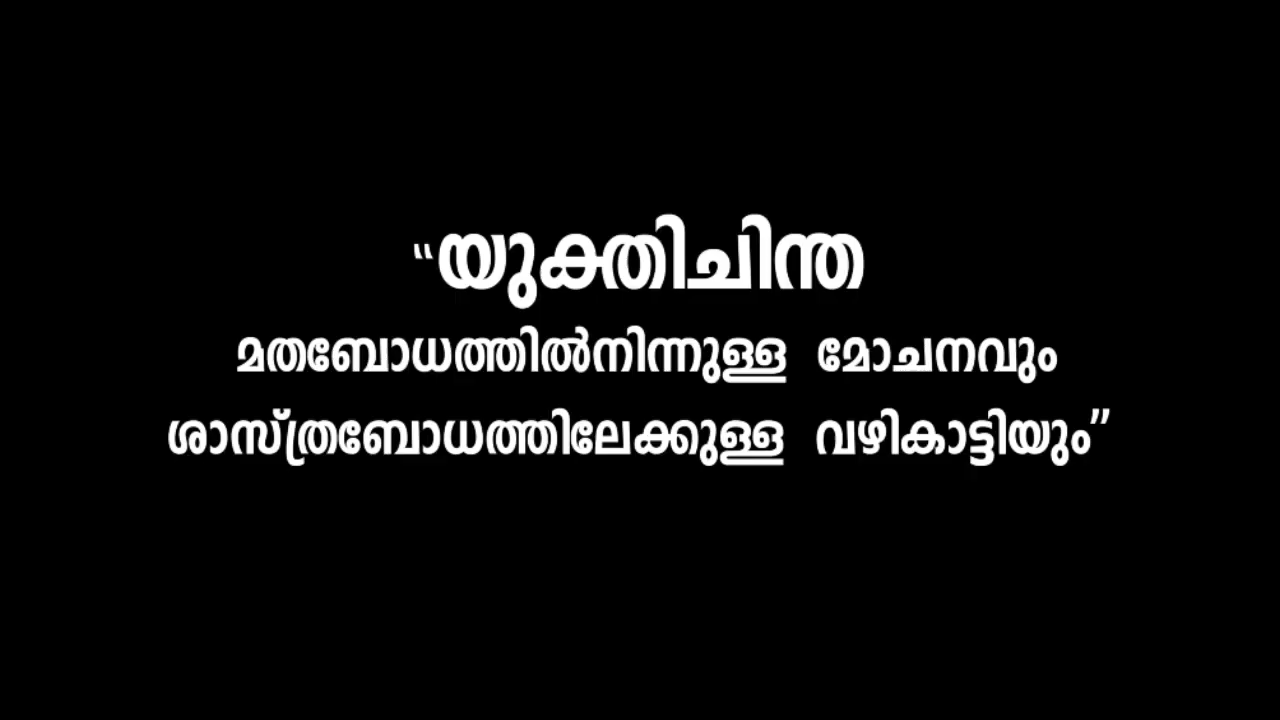 “യുക്തിചിന്ത
മതബോധത്തിൽനിന്നുള്ള മോചനവും
ശാസ്ത്രബോധത്തിലേക്കുള്ള വഴികാട്ടിയും”